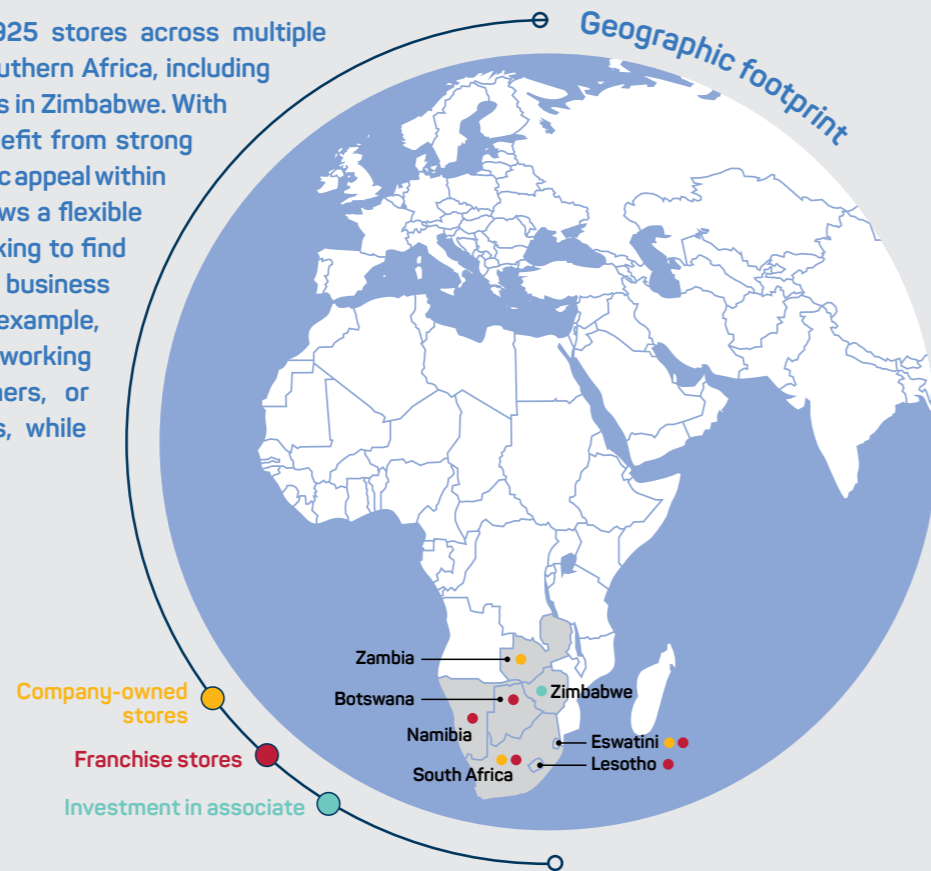 925 stores across multiple
uthern Africa, including
s in Zimbabwe. With
efit from strong
c appeal within
ws a flexible
king to find
business
example,
working
ers, or
s, while
Geographic footprint
Zambia
Botswana
Zimbabwe
Namibia
Eswatini
Lesotho
South Africa
Company-owned
stores
Franchise stores
Investment in associate